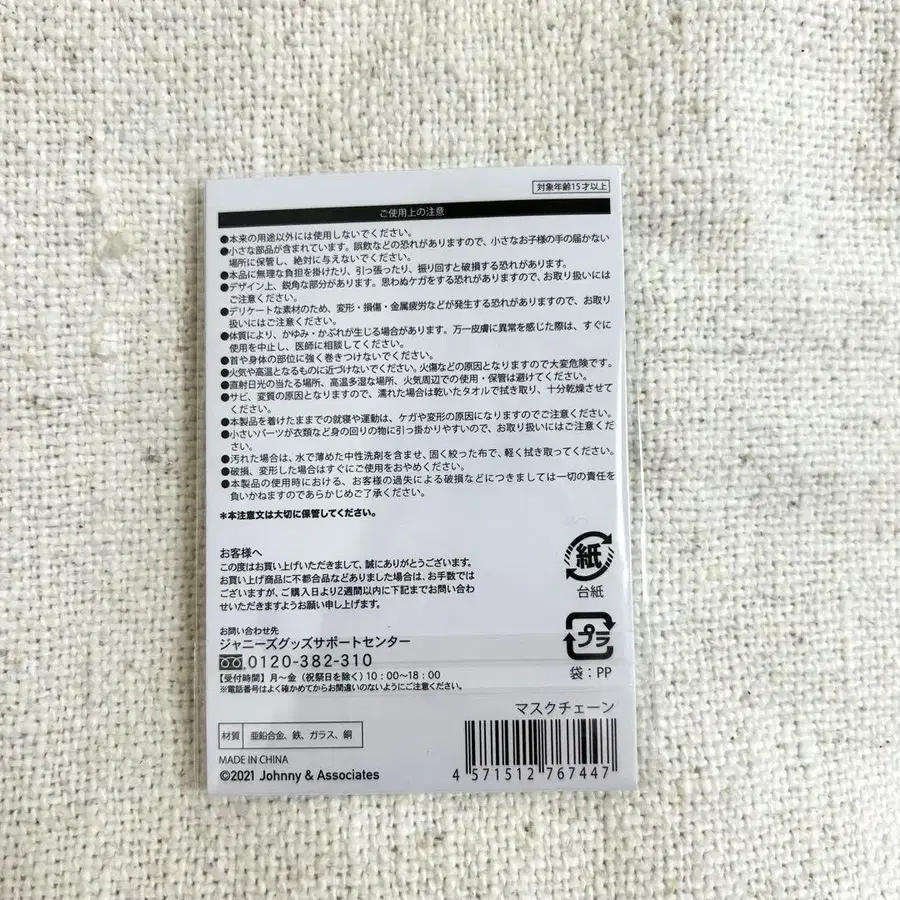 対象年齢15才以上
ご使用上の注意
●本来の用途以外には使用しないでください。
●小さな部品が含まれています。誤飲などの恐れがありますので、小さなお子様の手の届かない
場所に保管し、絶対に与えないでください。
●本品に無理な負担を掛けたり、引っ張ったり、振り回すと破損する恐れがあります。
●デザイン上、鋭角な部分があります。思わぬケガをする恐れがありますので、お取り扱いには
ご注意ください。
●デリケートな素材のため、変形・損傷・金属疲労などが発生する恐れがありますので、お取り
扱いにはご注意ください。
●体質により、かゆみ・かぶれが生じる場合があります。万一皮膚に異常を感じた際は、すぐに
使用を中止し、医師に相談してください。
●首や身体の部位に強く巻きつけないでください。
●火気や高温となるものに近づけないでください。火傷などの原因となりますので大変危険です。
●直射日光の当たる場所、高温多湿な場所、火気周辺での使用・保管は避けてください。
●サビ、変質の原因となりますので、濡れた場合は乾いたタオルで拭き取り、十分乾燥させて
ください。
●本製品を着けたままでの就寝や運動は、ケガや変形の原因になりますのでご注意ください。
●小さいパーツが衣類など身の回りの物に引っ掛かりやすいので、お取り扱いにはご注意くださ
い。
●汚れた場合は、水で薄めた中性洗剤を含ませ、固く絞った布で、軽く拭き取ってください。
●破損、変形した場合はすぐにご使用をおやめください。
●本製品の使用時における、お客様の過失による破損などにつきましては一切の責任を
負いかねますのであらかじめご了承ください。
＊本注意文は大切に保管してください。
お客様へ
この度はお買い上げいただきまして、誠にありがとうございます。
お買い上げ商品に不都合品などありました場合は、お手数では
ございますが、ご購入日より2週間以内に下記までお問い合わ
せいただきますようお願い申し上げます。
お問い合わせ先
ジャニーズグッズサポートセンター
0120-382-310
【受付時間】月〜金（祝祭日を除く）10：00〜18：00
※電話番号はよく確かめてからお間違いのないようにご注意ください。
紙
台紙
プラ
袋：PP
マスクチェーン
材質 亜鉛合金、鉄、ガラス、銅
MADE IN CHINA
©2021 Johnny & Associates
4 571512 767447